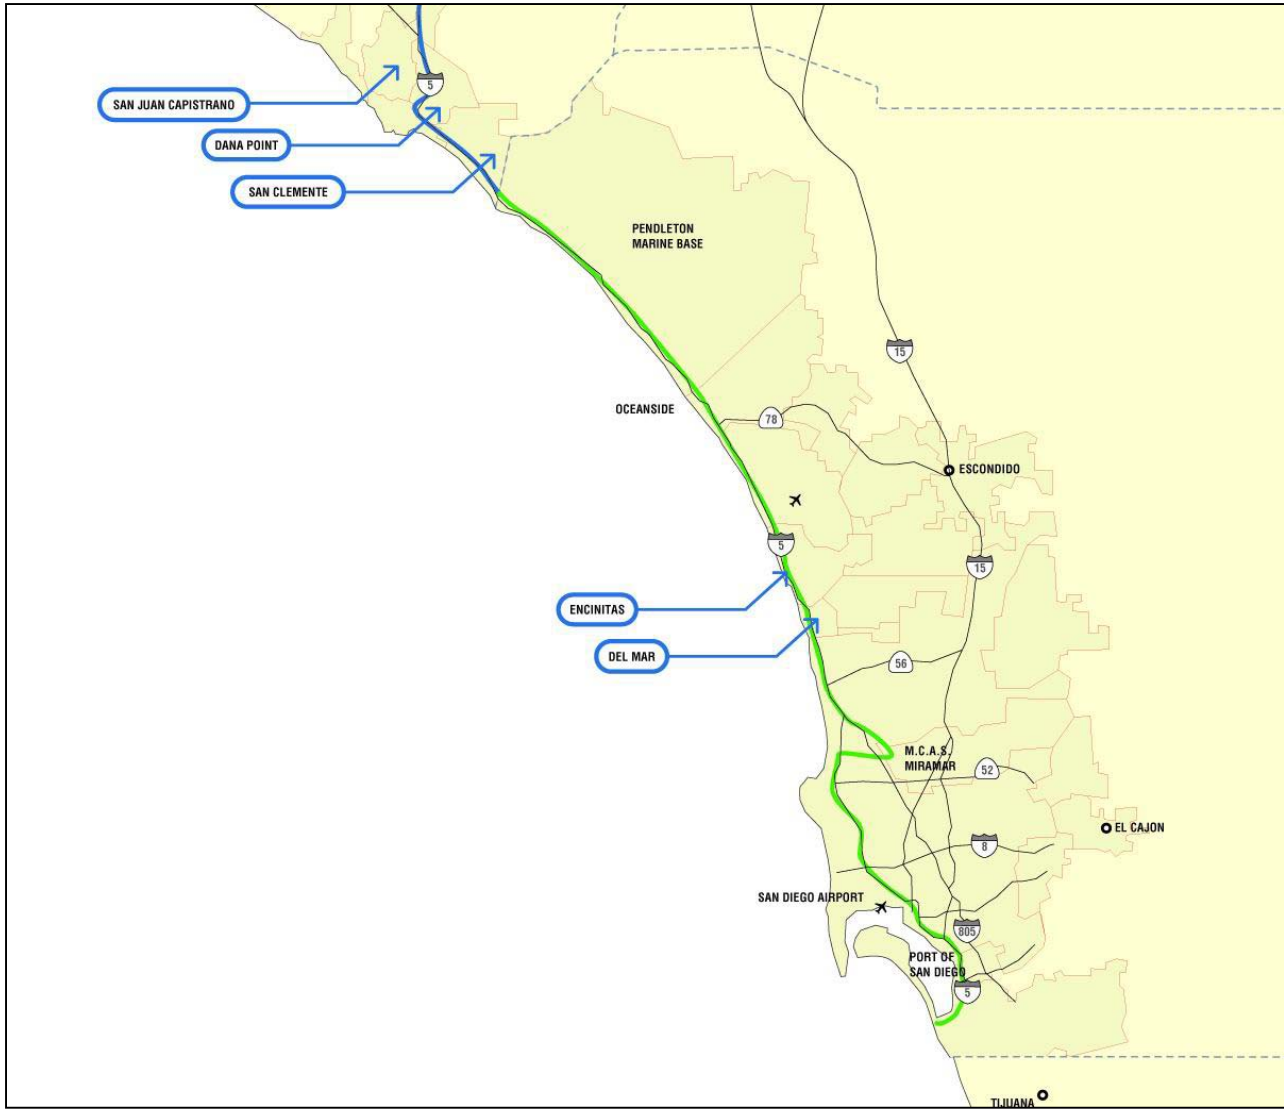 5
SAN JUAN CAPISTRANO
DANA POINT
SAN CLEMENTE
PENDLETON
MARINE BASE
15
OCEANSIDE
78
ESCONDIDO
5
15
ENCINITAS
DEL MAR
56
M.C.A.S.
MIRAMAR
52
EL CAJON
8
SAN DIEGO AIRPORT
805
PORT OF
SAN DIEGO
5
TIJUANA